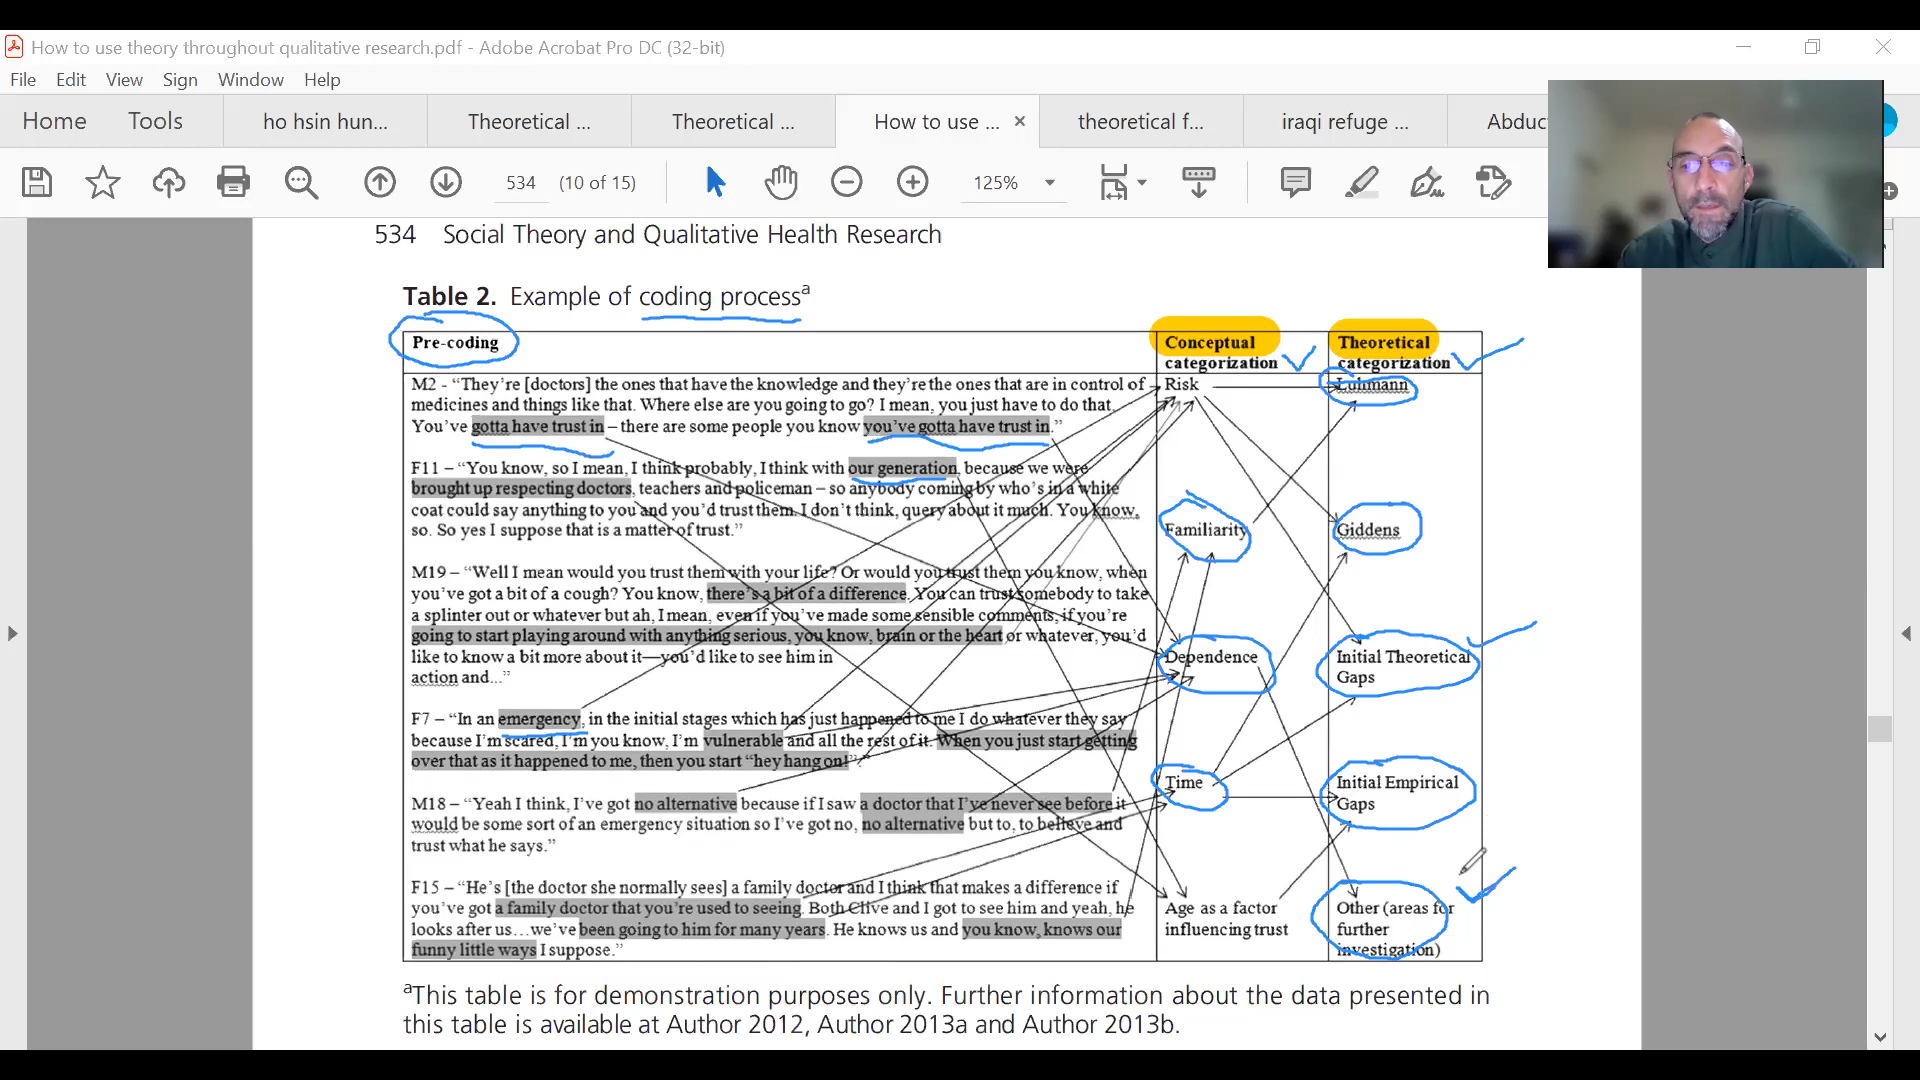 How to use theory throughout qualitative research.pdf - Adobe Acrobat Pro DC (32-bit)
File Edit View Sign Window Help
Home Tools ho hsin hun... Theoretical ... Theoretical ... How to use ... × theoretical f... iraqi refuge ... Abduc
534 (10 of 15) 125%
534 Social Theory and Qualitative Health Research
Table 2. Example of coding processᵃ
Pre-coding
Conceptual
categorization
Theoretical
categorization
M2 - “They’re [doctors] the ones that have the knowledge and they’re the ones that are in control of
medicines and things like that. Where else are you going to go? I mean, you just have to do that.
You’ve gotta have trust in – there are some people you know you’ve gotta have trust in.”
F11 – “You know, so I mean, I think probably, I think with our generation, because we were
brought up respecting doctors, teachers and policeman – so anybody coming by who’s in a white
coat could say anything to you and you’d trust them. I don’t think, query about it much. You know,
so. So yes I suppose that is a matter of trust.”
M19 – “Well I mean would you trust them with your life? Or would you trust them you know, when
you’ve got a bit of a cough? You know, there’s a bit of a difference. You can trust somebody to take
a splinter out or whatever but ah, I mean, even if you’ve made some sensible comments, if you’re
going to start playing around with anything serious, you know, brain or the heart or whatever, you’d
like to know a bit more about it—you’d like to see him in
action and...”
F7 – “In an emergency, in the initial stages which has just happened to me I do whatever they say
because I’m scared, I’m you know, I’m vulnerable and all the rest of it. When you just start getting
over that as it happened to me, then you start “hey hang on!”.”
M18 – “Yeah I think, I’ve got no alternative because if I saw a doctor that I’ve never see before it
would be some sort of an emergency situation so I’ve got no, no alternative but to, to believe and
trust what he says.”
F15 – “He’s [the doctor she normally sees] a family doctor and I think that makes a difference if
you’ve got a family doctor that you’re used to seeing. Both Clive and I got to see him and yeah, he
looks after us…we’ve been going to him for many years. He knows us and you know, knows our
funny little ways I suppose.”
Risk
Familiarity
Dependence
Time
Age as a factor
influencing trust
Luhmann
Giddens
Initial Theoretical
Gaps
Initial Empirical
Gaps
Other (areas for
further
investigation)
ᵃThis table is for demonstration purposes only. Further information about the data presented in
this table is available at Author 2012, Author 2013a and Author 2013b.